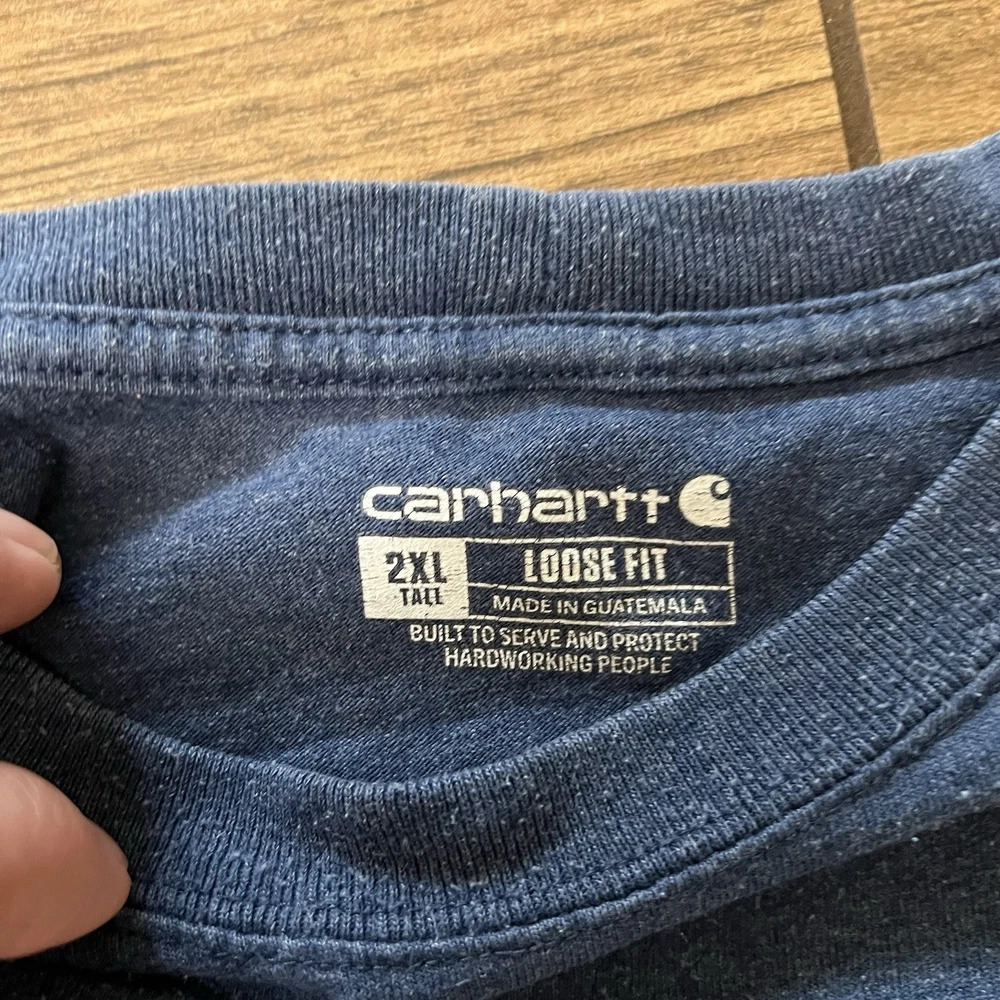 carhartt
2XL
TALL
LOOSE FIT
MADE IN GUATEMALA
BUILT TO SERVE AND PROTECT
HARDWORKING PEOPLE